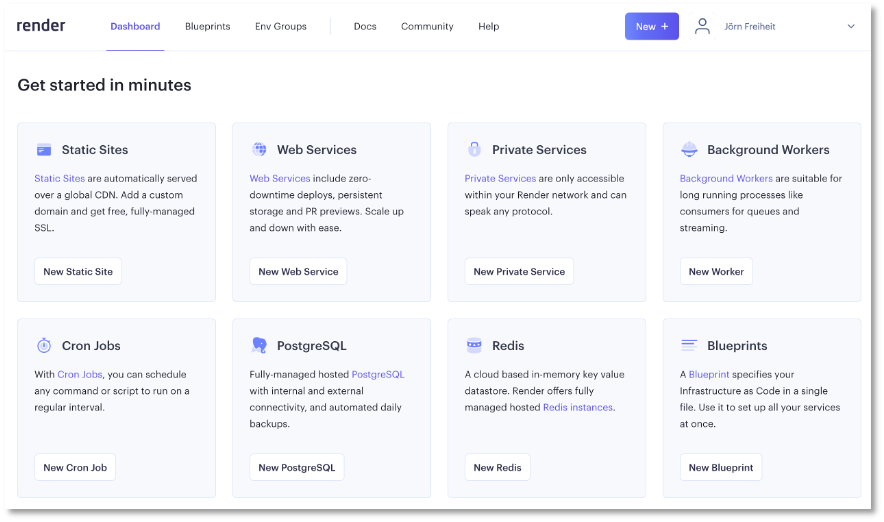 render Dashboard Blueprints Env Groups Docs Community Help New + Jörn Freiheit
Get started in minutes
Static Sites
Static Sites are automatically served
over a global CDN. Add a custom
domain and get free, fully-managed
SSL.
New Static Site
Web Services
Web Services include zero-
downtime deploys, persistent
storage and PR previews. Scale up
and down with ease.
New Web Service
Private Services
Private Services are only accessible
within your Render network and can
speak any protocol.
New Private Service
Background Workers
Background Workers are suitable for
long running processes like
consumers for queues and
streaming.
New Worker
Cron Jobs
With Cron Jobs, you can schedule
any command or script to run on a
regular interval.
New Cron Job
PostgreSQL
Fully-managed hosted PostgreSQL
with internal and external
connectivity, and automated daily
backups.
New PostgreSQL
Redis
A cloud based in-memory key value
datastore. Render offers fully
managed hosted Redis instances.
New Redis
Blueprints
A Blueprint specifies your
Infrastructure as Code in a single
file. Use it to set up all your services
at once.
New Blueprint